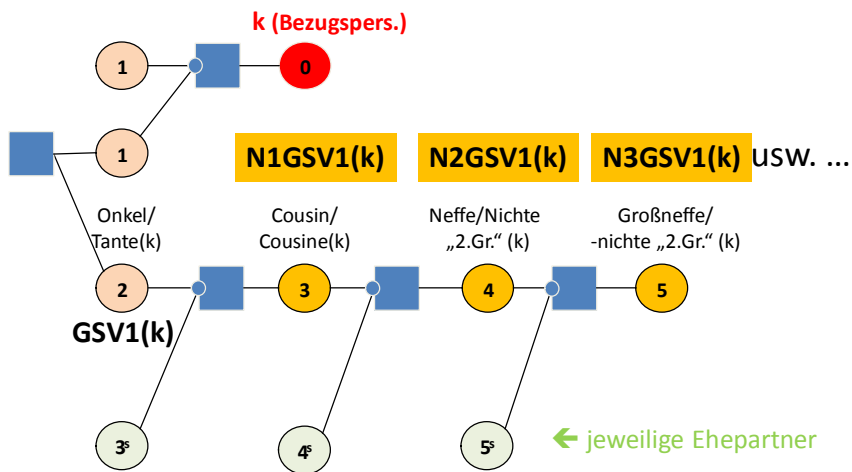 k (Bezugspers.)
1
0
1
N1GSV1(k)
N2GSV1(k)
N3GSV1(k) usw. ...
Onkel/
Tante(k)
Cousin/
Cousine(k)
Neffe/Nichte
„2.Gr.“ (k)
Großneffe/
-nichte „2.Gr.“ (k)
2
3
4
5
GSV1(k)
3s
4s
5s
← jeweilige Ehepartner